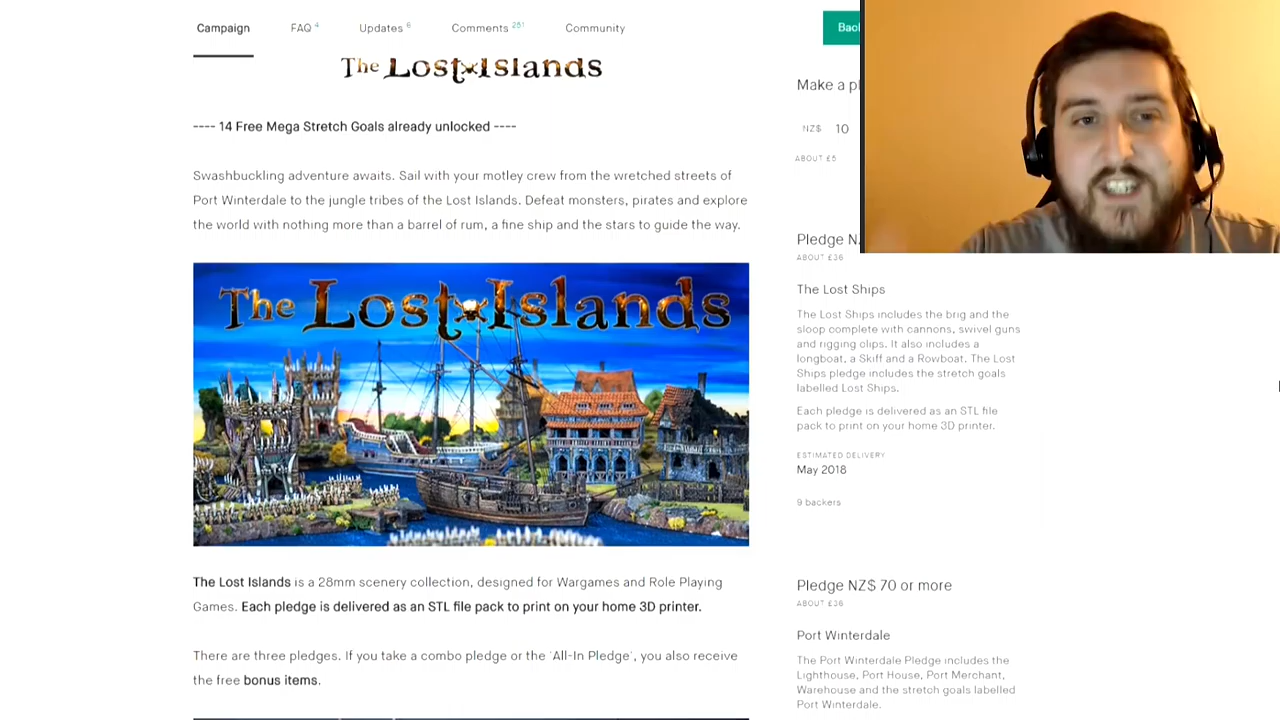 Campaign
FAQ 4
Updates 6
Comments 251
Community
The Lost Islands
---- 14 Free Mega Stretch Goals already unlocked ----
Swashbuckling adventure awaits. Sail with your motley crew from the wretched streets of
Port Winterdale to the jungle tribes of the Lost Islands. Defeat monsters, pirates and explore
the world with nothing more than a barrel of rum, a fine ship and the stars to guide the way.
The Lost Islands
The Lost Islands is a 28mm scenery collection, designed for Wargames and Role Playing
Games. Each pledge is delivered as an STL file pack to print on your home 3D printer.
There are three pledges. If you take a combo pledge or the 'All-In Pledge', you also receive
the free bonus items.
Make a
NZ$ 10
ABOUT £5
Pledge
ABOUT £36
The Lost Ships
The Lost Ships includes the brig and the
sloop complete with cannons, swivel guns
and rigging clips. It also includes a
longboat, a Skiff and a Rowboat. The Lost
Ships pledge includes the stretch goals
labelled Lost Ships.
Each pledge is delivered as an STL file
pack to print on your home 3D printer.
ESTIMATED DELIVERY
May 2018
9 backers
Pledge NZ$ 70 or more
ABOUT £36
Port Winterdale
The Port Winterdale Pledge includes the
Lighthouse, Port House, Port Merchant,
Warehouse and the stretch goals labelled
Port Winterdale.